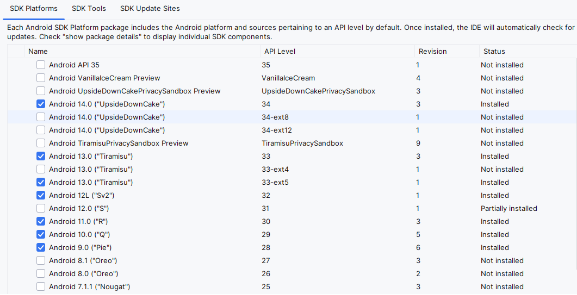 SDK Platforms SDK Tools SDK Update Sites
Each Android SDK Platform package includes the Android platform and sources pertaining to an API level by default. Once installed, the IDE will automatically check for
updates. Check "show package details" to display individual SDK components.
Name API Level Revision Status
Android API 35 35 1 Not installed
Android VanillaIceCream Preview VanillaIceCream 4 Not installed
Android UpsideDownCakePrivacySandbox Preview UpsideDownCakePrivacySandbox 3 Not installed
Android 14.0 ("UpsideDownCake") 34 3 Installed
Android 14.0 ("UpsideDownCake") 34-ext8 1 Not installed
Android 14.0 ("UpsideDownCake") 34-ext12 1 Not installed
Android TiramisuPrivacySandbox Preview TiramisuPrivacySandbox 9 Not installed
Android 13.0 ("Tiramisu") 33 3 Installed
Android 13.0 ("Tiramisu") 33-ext4 1 Not installed
Android 13.0 ("Tiramisu") 33-ext5 1 Installed
Android 12L ("Sv2") 32 1 Installed
Android 12.0 ("S") 31 1 Partially installed
Android 11.0 ("R") 30 3 Installed
Android 10.0 ("Q") 29 5 Installed
Android 9.0 ("Pie") 28 6 Installed
Android 8.1 ("Oreo") 27 3 Not installed
Android 8.0 ("Oreo") 26 2 Not installed
Android 7.1.1 ("Nougat") 25 3 Not installed